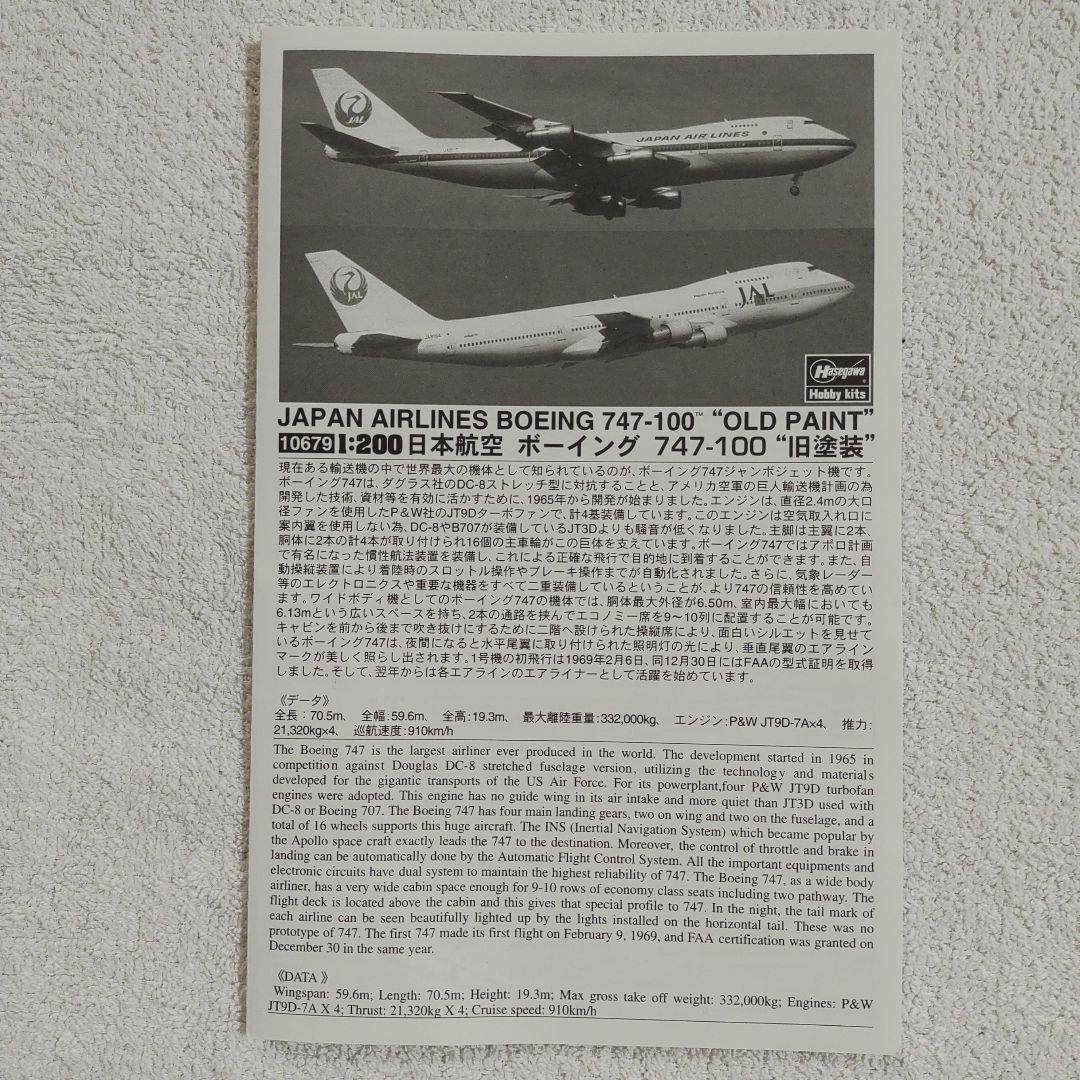 JAL
JAPAN AIR LINES
JAL
Japan Airlines
JAL
Hasegawa
Hobby kits
JAPAN AIRLINES BOEING 747-100™ “OLD PAINT”
10679 1:200 日本航空 ボーイング 747-100 “旧塗装”
現在ある輸送機の中で世界最大の機体として知られているのが、ボーイング747ジャンボジェット機です。
ボーイング747は、ダグラス社のDC-8ストレッチ型に対抗することと、アメリカ空軍の巨人輸送機計画の為
開発した技術、資材等を有効に活かすために、1965年から開発が始まりました。エンジンは、直径2.4mの大口
径ファンを使用したP&W社のJT9Dターボファンで、計4基装備しています。このエンジンは空気取入れ口に
案内翼を使用しない為、DC-8やB707が装備しているJT3Dよりも騒音が低くなりました。主脚は主翼に2本、
胴体に2本の計4本が取り付けられ16個の主車輪がこの巨体を支えています。ボーイング747ではアポロ計画
で有名になった慣性航法装置を装備し、これによる正確な飛行で目的地に到着することができます。また、自
動操縦装置により着陸時のスロットル操作やブレーキ操作までが自動化されました。さらに、気象レーダー
等のエレクトロニクスや重要な機器をすべて二重装備しているということが、より747の信頼性を高めてい
ます。ワイドボディ機としてのボーイング747の機体では、胴体最大外径が6.50m、室内最大幅においても
6.13mという広いスペースを持ち、2本の通路を挟んでエコノミー席を9〜10列に配置することが可能です。
キャビンを前から後まで吹き抜けにするために二階へ設けられた操縦席により、面白いシルエットを見せて
いるボーイング747は、夜間になると水平尾翼に取り付けられた照明灯の光により、垂直尾翼のエアライン
マークが美しく照らし出されます。1号機の初飛行は1969年2月6日、同12月30日にはFAAの型式証明を取得
しました。そして、翌年からは各エアラインのエアライナーとして活躍を始めています。
《データ》
全長:70.5m、 全幅:59.6m、 全高:19.3m、 最大離陸重量:332,000kg、 エンジン:P&W JT9D-7A×4、 推力:
21,320kg×4、 巡航速度:910km/h
The Boeing 747 is the largest airliner ever produced in the world. The development started in 1965 in
competition against Douglas DC-8 stretched fuselage version, utilizing the technology and materials
developed for the gigantic transports of the US Air Force. For its powerplant,four P&W JT9D turbofan
engines were adopted. This engine has no guide wing in its air intake and more quiet than JT3D used with
DC-8 or Boeing 707. The Boeing 747 has four main landing gears, two on wing and two on the fuselage, and a
total of 16 wheels supports this huge aircraft. The INS (Inertial Navigation System) which became popular by
the Apollo space craft exactly leads the 747 to the destination. Moreover, the control of throttle and brake in
landing can be automatically done by the Automatic Flight Control System. All the important equipments and
electronic circuits have dual system to maintain the highest reliability of 747. The Boeing 747, as a wide body
airliner, has a very wide cabin space enough for 9-10 rows of economy class seats including two pathway. The
flight deck is located above the cabin and this gives that special profile to 747. In the night, the tail mark of
each airline can be seen beautifully lighted up by the lights installed on the horizontal tail. These was no
prototype of 747. The first 747 made its first flight on February 9, 1969, and FAA certification was granted on
December 30 in the same year.
《DATA 》
Wingspan: 59.6m; Length: 70.5m; Height: 19.3m; Max gross take off weight: 332,000kg; Engines: P&W
JT9D-7A X 4; Thrust: 21,320kg X 4; Cruise speed: 910km/h